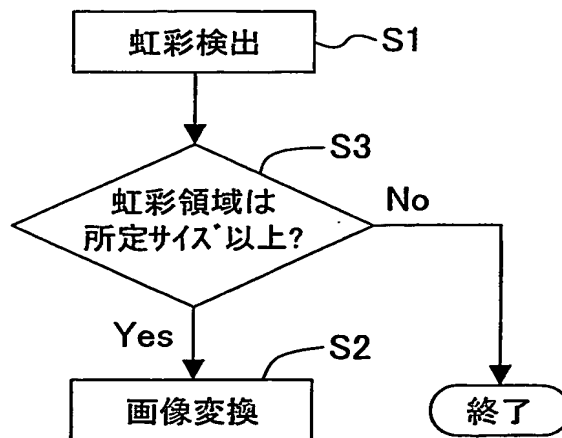 虹彩検出
S1
S3
虹彩領域は
所定サイズ以上?
No
Yes
S2
画像変換
終了